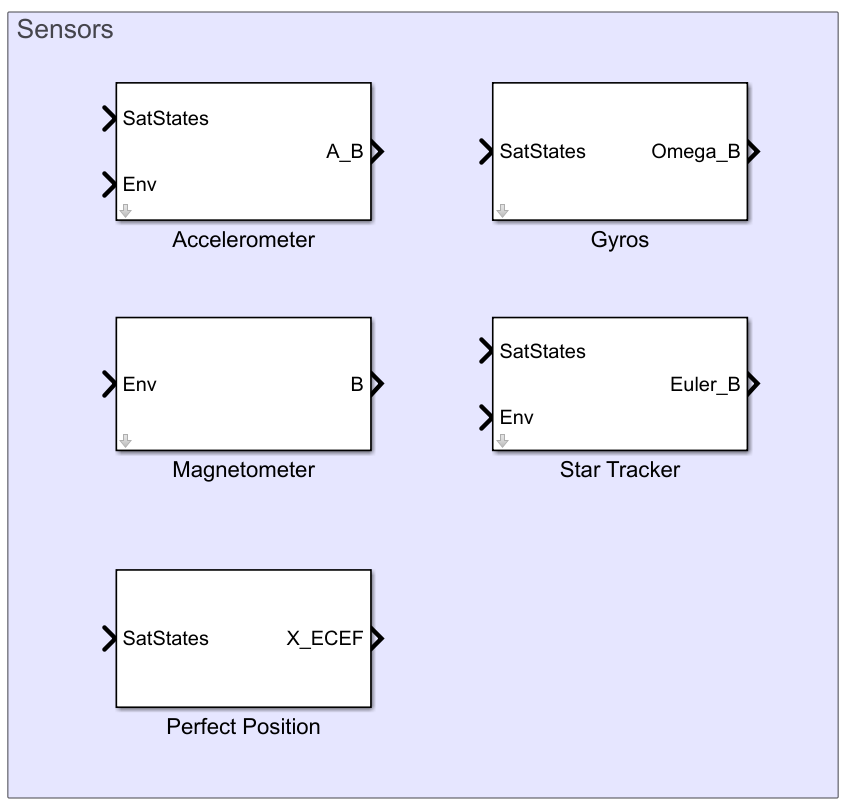 Sensors
SatStates
Env
A_B
Accelerometer
SatStates
Omega_B
Gyros
Env
B
Magnetometer
SatStates
Env
Euler_B
Star Tracker
SatStates
X_ECEF
Perfect Position